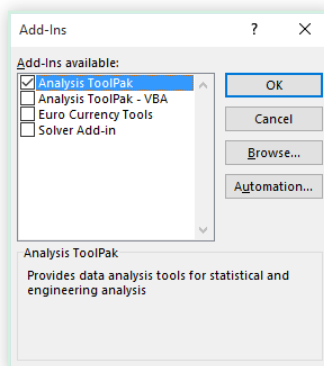 Add-Ins
?
Add-Ins available:
Analysis ToolPak
Analysis ToolPak - VBA
Euro Currency Tools
Solver Add-in
OK
Cancel
Browse...
Automation...
Analysis ToolPak
Provides data analysis tools for statistical and
engineering analysis